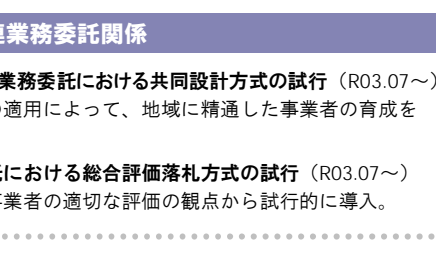 業務委託関係
業務委託における共同設計方式の試行（R03.07～）
の適用によって、地域に精通した事業者の育成を
における総合評価落札方式の試行（R03.07～）
事業者の適切な評価の観点から試行的に導入。